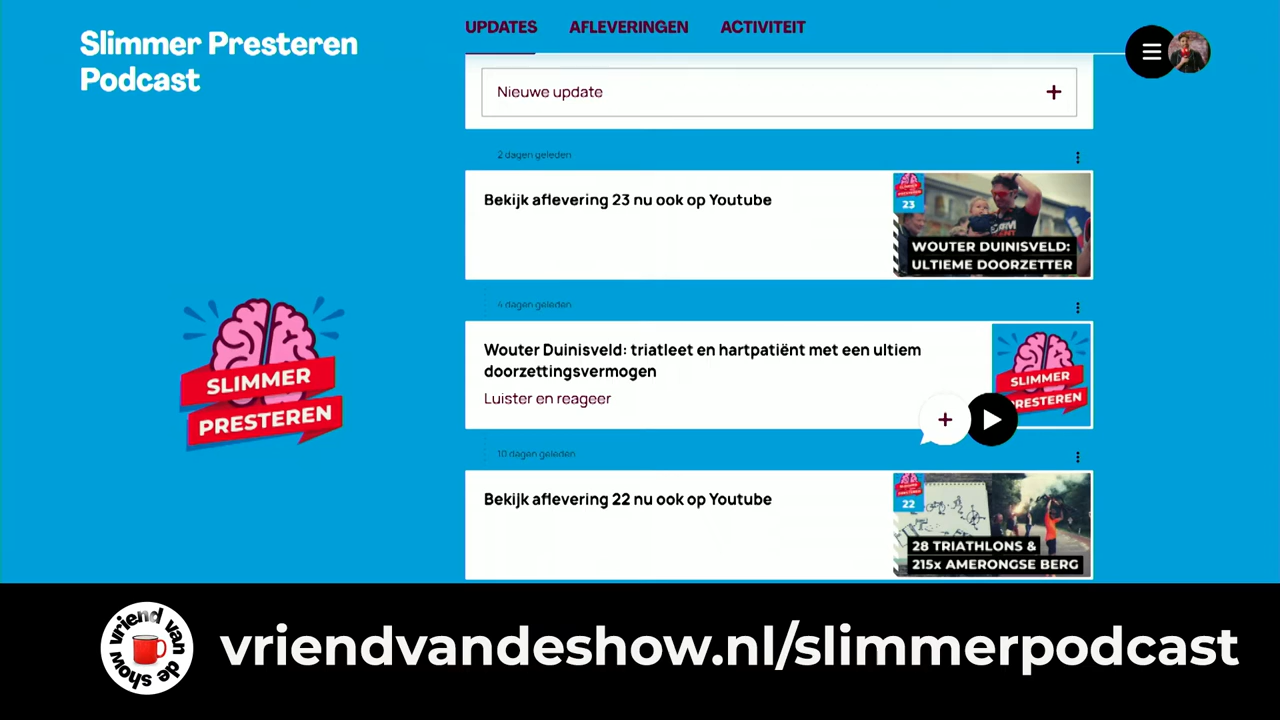 Slimmer Presteren
Podcast
UPDATES AFLEVERINGEN ACTIVITEIT
Nieuwe update
2 dagen geleden
Bekijk aflevering 23 nu ook op Youtube
23
WOUTER DUINISVELD:
ULTIEME DOORZETTER
4 dagen geleden
Wouter Duinisveld: triatleet en hartpatiënt met een ultiem
doorzettingsvermogen
Luister en reageer
SLIMMER
PRESTEREN
SLIMMER
PRESTEREN
10 dagen geleden
Bekijk aflevering 22 nu ook op Youtube
22
28 TRIATHLONS &
215x AMERONGSE BERG
vriend van de show
vriendvandeshow.nl/slimmerpodcast